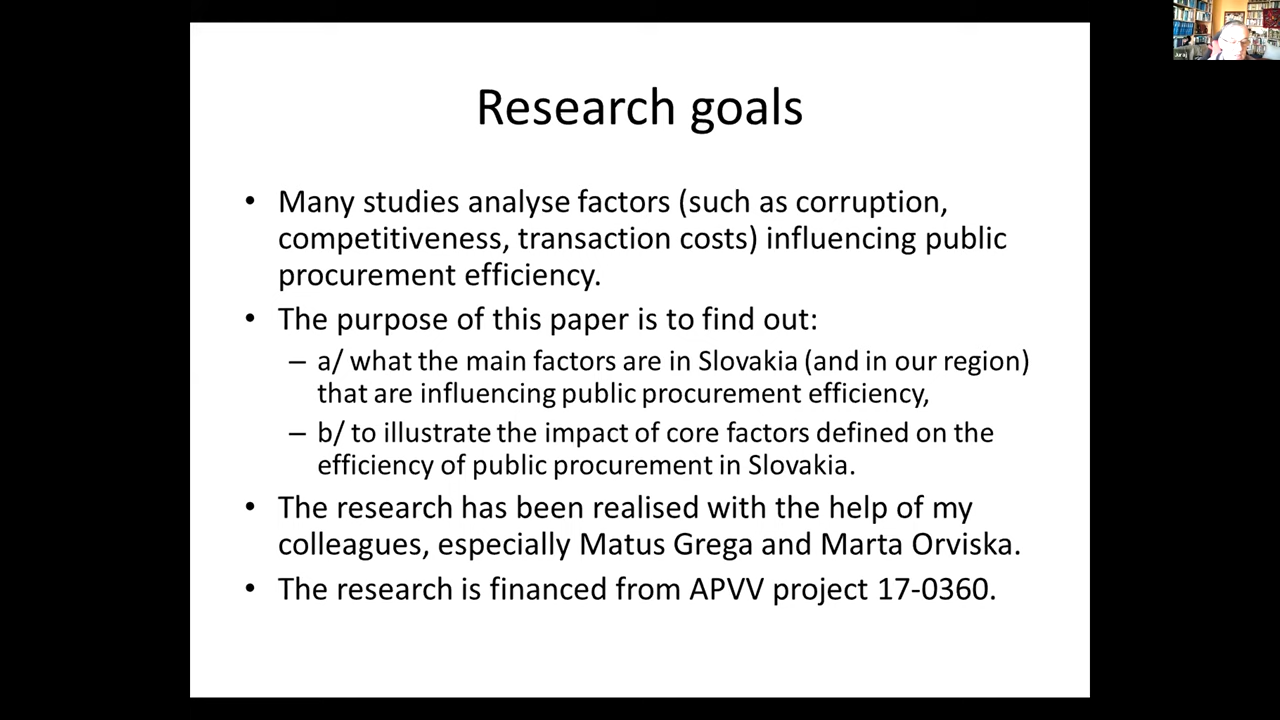 Research goals
• Many studies analyse factors (such as corruption,
competitiveness, transaction costs) influencing public
procurement efficiency.
• The purpose of this paper is to find out:
– a/ what the main factors are in Slovakia (and in our region)
that are influencing public procurement efficiency,
– b/ to illustrate the impact of core factors defined on the
efficiency of public procurement in Slovakia.
• The research has been realised with the help of my
colleagues, especially Matus Grega and Marta Orviska.
• The research is financed from APVV project 17-0360.